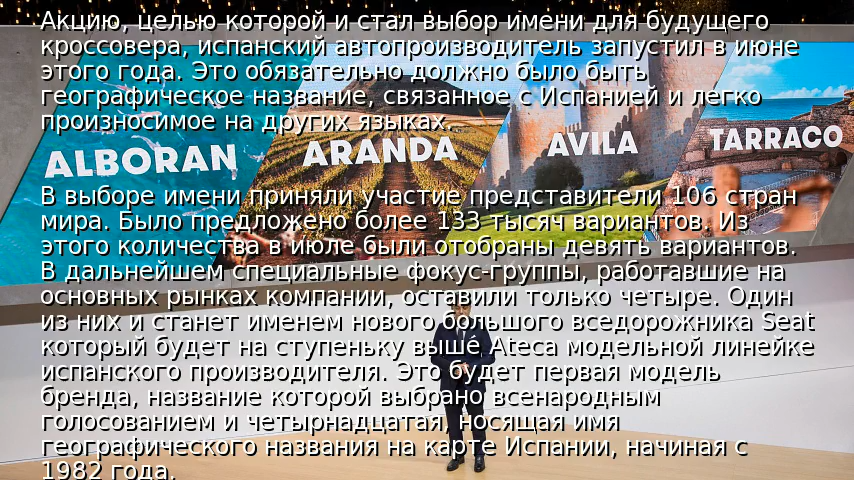 Акцию, целью которой и стал выбор имени для будущего
кроссовера, испанский автопроизводитель запустил в июне
этого года. Это обязательно должно было быть
географическое название, связанное с Испанией и легко
произносимое на других языках.
ALBORAN
ARANDA
AVILA
TARRACO
В выборе имени приняли участие представители 106 стран
мира. Было предложено более 133 тысяч вариантов. Из
этого количества в июле были отобраны девять вариантов.
В дальнейшем специальные фокус-группы, работавшие на
основных рынках компании, оставили только четыре. Один
из них и станет именем нового большого вседорожника Seat
который будет на ступеньку выше Ateca модельной линейке
испанского производителя. Это будет первая модель
бренда, название которой выбрано всенародным
голосованием и четырнадцатая, носящая имя
географического названия на карте Испании, начиная с
1982 года.